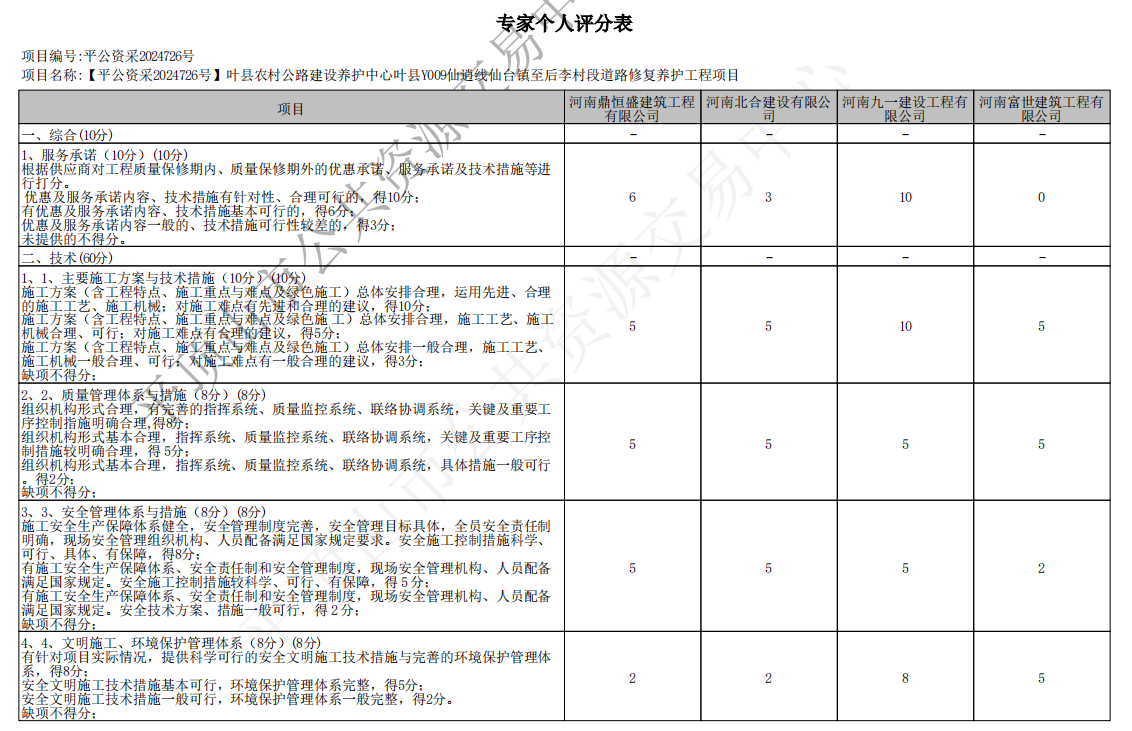 专家个人评分表
项目编号:平公资采2024726号
项目名称:【平公资采2024726号】叶县农村公路建设养护中心叶县Y009仙逍线仙台镇至后李村段道路修复养护工程项目
项目
河南鼎恒盛建筑工程
有限公司
河南北合建设有限公
司
河南九一建设工程有
限公司
河南富世建筑工程有
限公司
一、综合(10分)
-
-
-
-
1、服务承诺（10分）(10分)
根据供应商对工程质量保修期内、质量保修期外的优惠承诺、服务承诺及技术措施等进
行打分。
优惠及服务承诺内容、技术措施有针对性、合理可行的，得10分；
有优惠及服务承诺内容、技术措施基本可行的，得6分；
优惠及服务承诺内容一般的、技术措施可行性较差的，得3分；
未提供的不得分。
6
3
10
0
二、技术(60分)
-
-
-
-
1、1、主要施工方案与技术措施（10分）(10分)
施工方案（含工程特点、施工重点与难点及绿色施工）总体安排合理，运用先进、合理
的施工工艺、施工机械；对施工难点有先进和合理的建议，得10分；
施工方案（含工程特点、施工重点与难点及绿色施 工）总体安排合理，施工工艺、施工
机械合理、可行；对施工难点有合理的建议，得5分；
施工方案（含工程特点、施工重点与难点及绿色施工）总体安排一般合理，施工工艺、
施工机械一般合理、可行；对施工难点有一般合理的建议，得3分；
缺项不得分；
5
5
10
5
2、2、质量管理体系与措施（8分）(8分)
组织机构形式合理，有完善的指挥系统、质量监控系统、联络协调系统，关键及重要工
序控制指施明确合理,得8分；
组织机构形式基本合理，指挥系统、质量监控系统、联络协调系统，关键及重要工序控
制措施较明确合理，得 5分；
组织机构形式基本合理，指挥系统、质量监控系统、联络协调系统，具体措施一般可行
。得2分；
缺项不得分；
5
5
5
5
3、3、安全管理体系与措施（8分）(8分)
施工安全生产保障体系健全，安全管理制度完善，安全管理目标具体，全员安全责任制
明确，现场安全管理组织机构、人员配备满足国家规定要求。安全施工控制措施科学、
可行、具体、有保障，得8分；
有施工安全生产保障体系、安全责任制和安全管理制度，现场安全管理机构、人员配备
满足国家规定。安全施工控制措施较科学、可行、有保障，得 5 分；
有施工安全生产保障体系、安全责任制和安全管理制度，现场安全管理机构、人员配备
满足国家规定。安全技术方案、措施一般可行，得 2 分；
缺项不得分；
5
5
5
2
4、4、文明施工、环境保护管理体系（8分）(8分)
有针对项目实际情况，提供科学可行的安全文明施工技术措施与完善的环境保护管理体
系，得8分；
安全文明施工技术措施基本可行，环境保护管理体系完整，得5分；
安全文明施工技术措施一般可行，环境保护管理体系一般完整，得2分。
缺项不得分；
2
2
8
5
平顶山市公共资源交易中
平顶山市公共资源交易中心